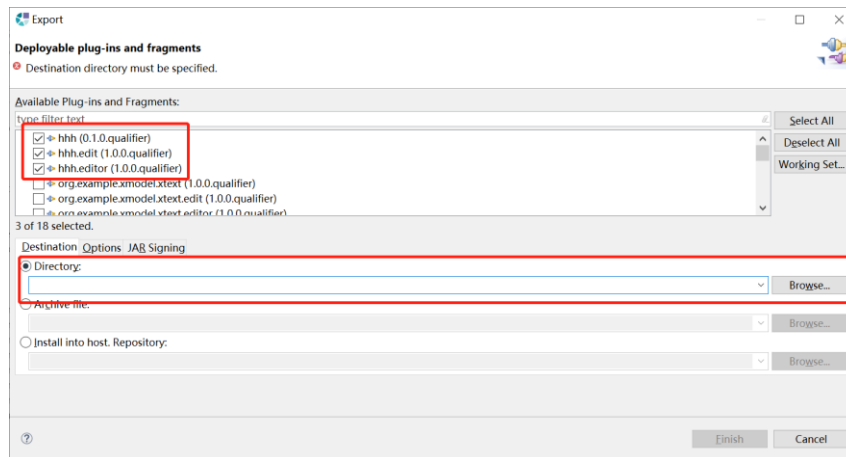 Export
Deployable plug-ins and fragments
Destination directory must be specified.
Available Plug-ins and Fragments:
type filter text
Select All
hhh (0.1.0.qualifier)
Deselect All
hhh.edit (1.0.0.qualifier)
Working Set...
hhh.editor (1.0.0.qualifier)
org.example.xmodel.xtext (1.0.0.qualifier)
org.example.xmodel.xtext.edit (1.0.0.qualifier)
org.example.xmodel.xtext.editor (1.0.0.qualifier)
3 of 18 selected.
Destination Options JAR Signing
Directory:
Browse...
Archive file:
Browse...
Install into host. Repository:
Browse...
Finish Cancel